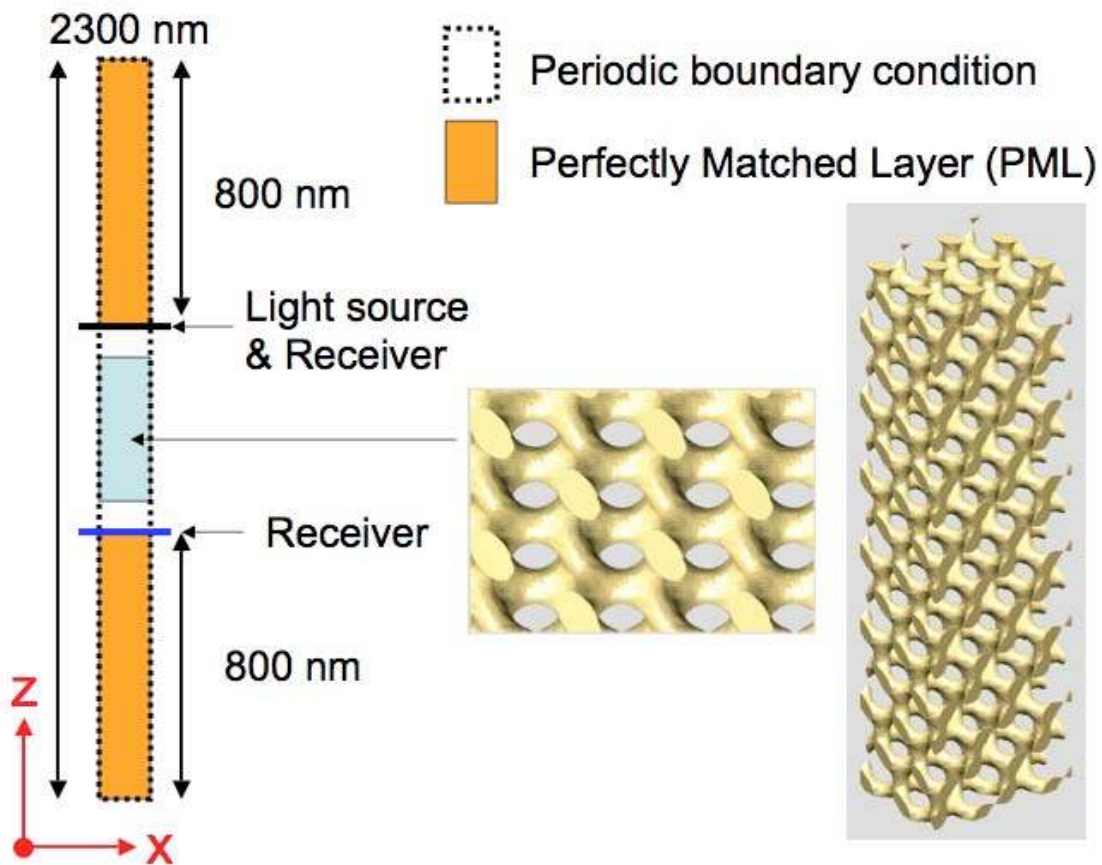 2300 nm
Periodic boundary condition
Perfectly Matched Layer (PML)
800 nm
Light source
& Receiver
Receiver
800 nm
Z
X